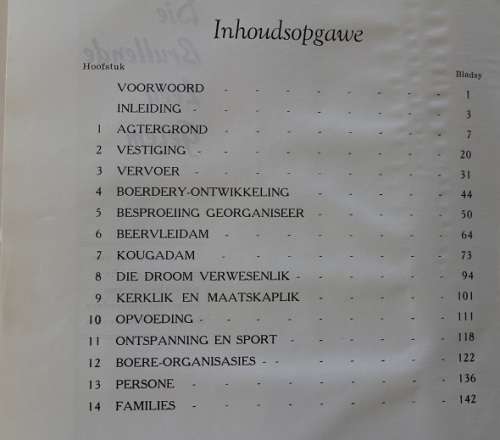 Inhoudsopgawe
Hoofstuk Bladsy
VOORWOORD - - - - - - - - 1
INLEIDING - - - - - - - - - 3
1 AGTERGROND - - - - - - - - 7
2 VESTIGING - - - - - - - - 20
3 VERVOER - - - - - - - - - 31
4 BOERDERY-ONTWIKKELING - - - - - 44
5 BESPROEIING GEORGANISEER - - - - - 50
6 BEERVLEIDAM - - - - - - - - 64
7 KOUGADAM - - - - - - - - 73
8 DIE DROOM VERWESENLIK - - - - - - 94
9 KERKLIK EN MAATSKAPLIK - - - - - 101
10 OPVOEDING - - - - - - - - - 111
11 ONTSPANNING EN SPORT - - - - - - 118
12 BOERE-ORGANISASIES - - - - - - - 122
13 PERSONE - - - - - - - - - 136
14 FAMILIES - - - - - - - - - 142